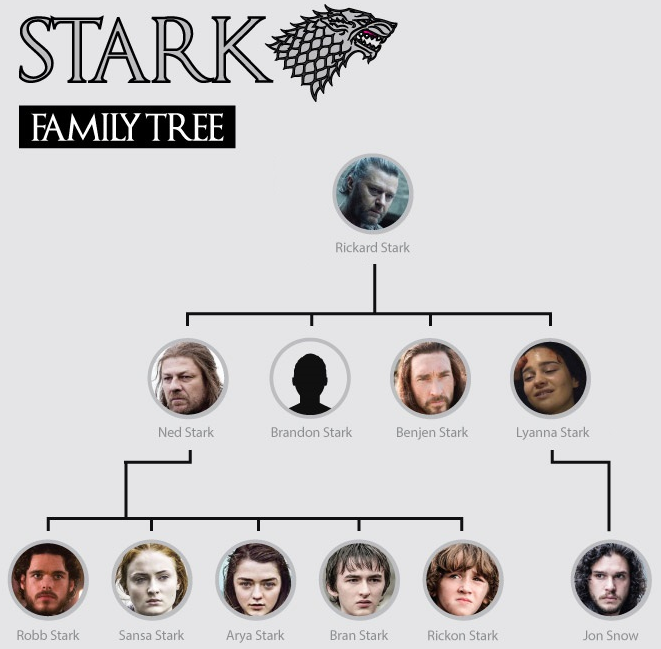 STARK
FAMILY TREE
Rickard Stark
Ned Stark
Brandon Stark
Benjen Stark
Lyanna Stark
Robb Stark
Sansa Stark
Arya Stark
Bran Stark
Rickon Stark
Jon Snow